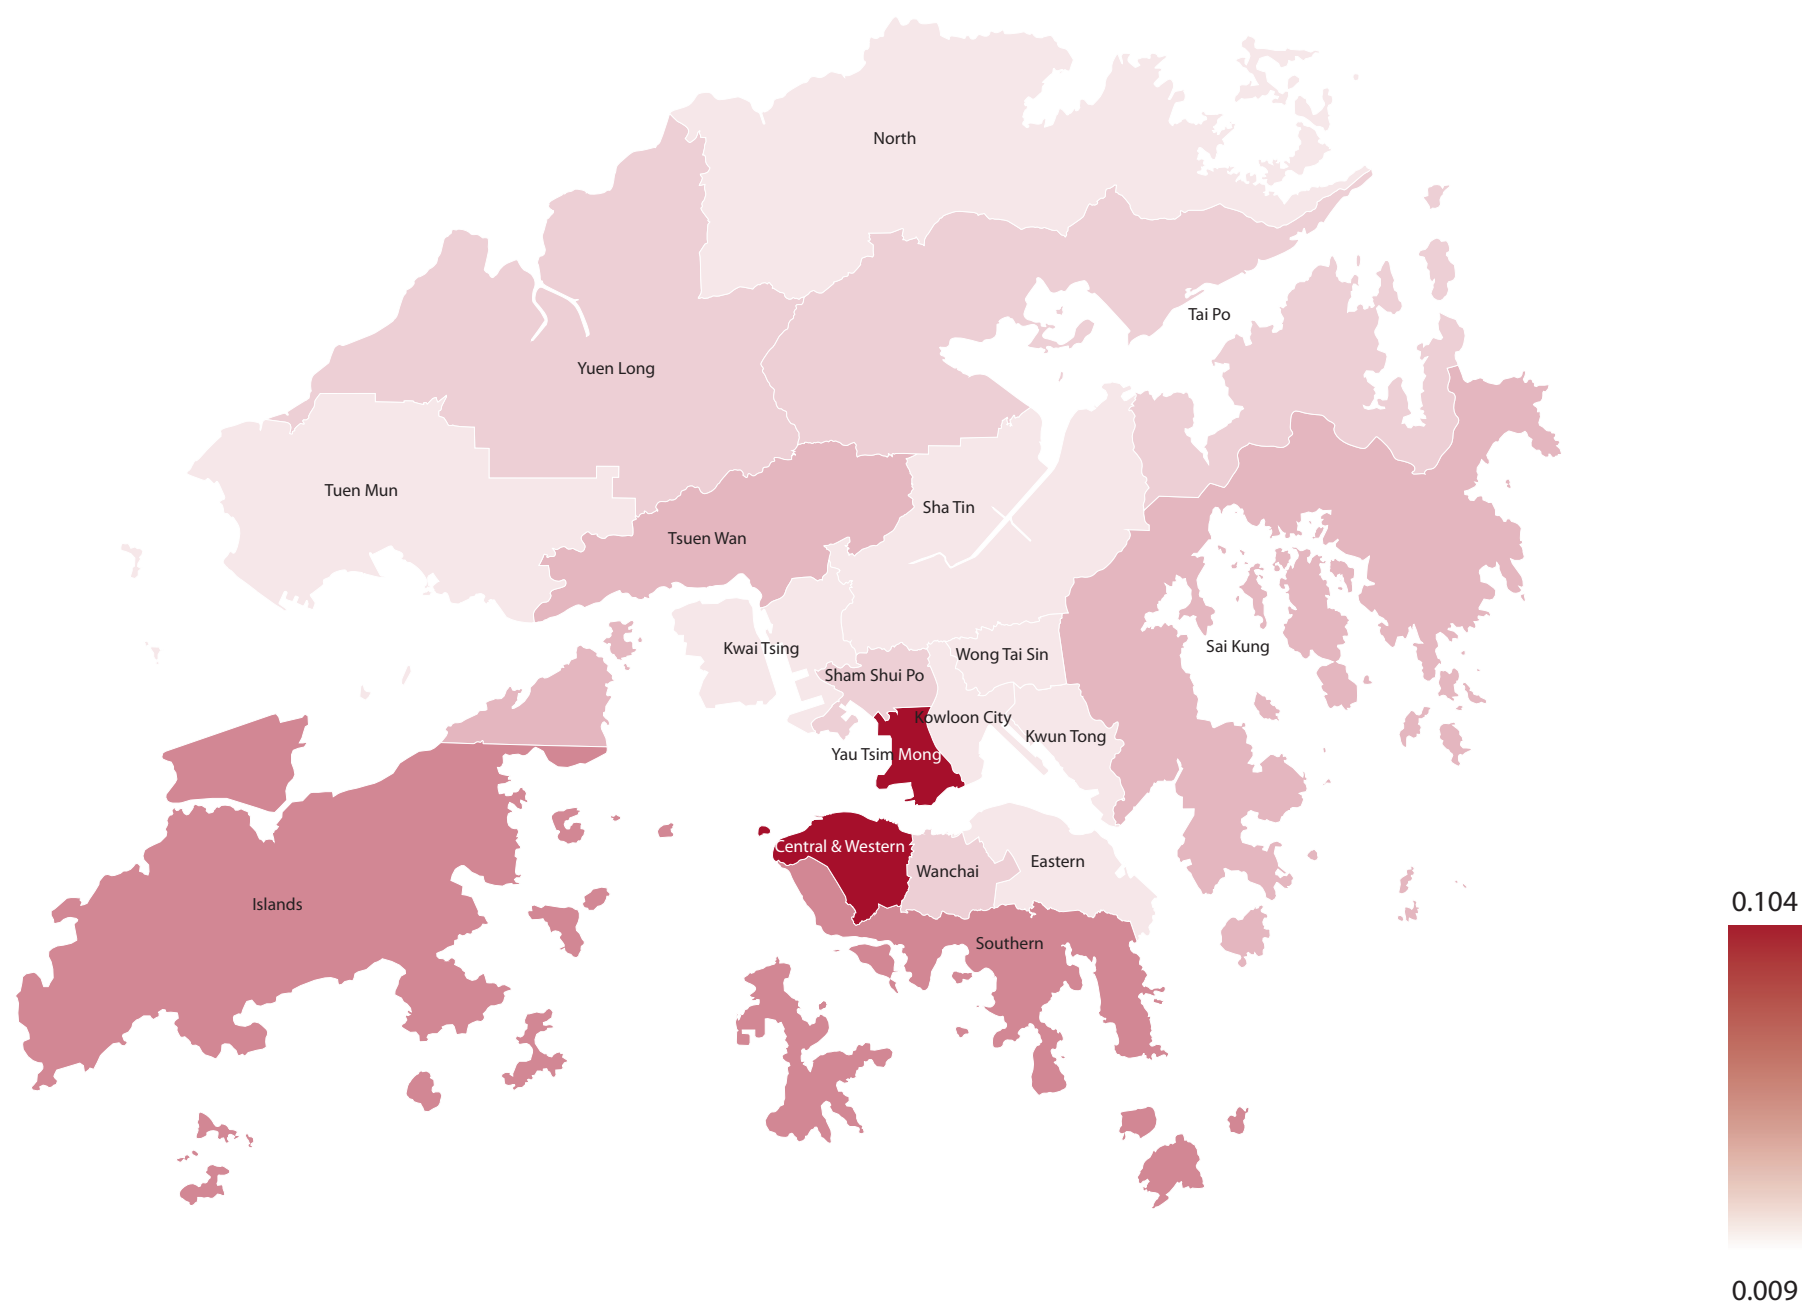 North
Tai Po
Yuen Long
Tuen Mun
Sha Tin
Tsuen Wan
Sai Kung
Kwai Tsing
Wong Tai Sin
Sham Shui Po
Kowloon City
Kwun Tong
Yau Tsim Mong
Central & Western
Eastern
Wanchai
Islands
0.104
Southern
0.009